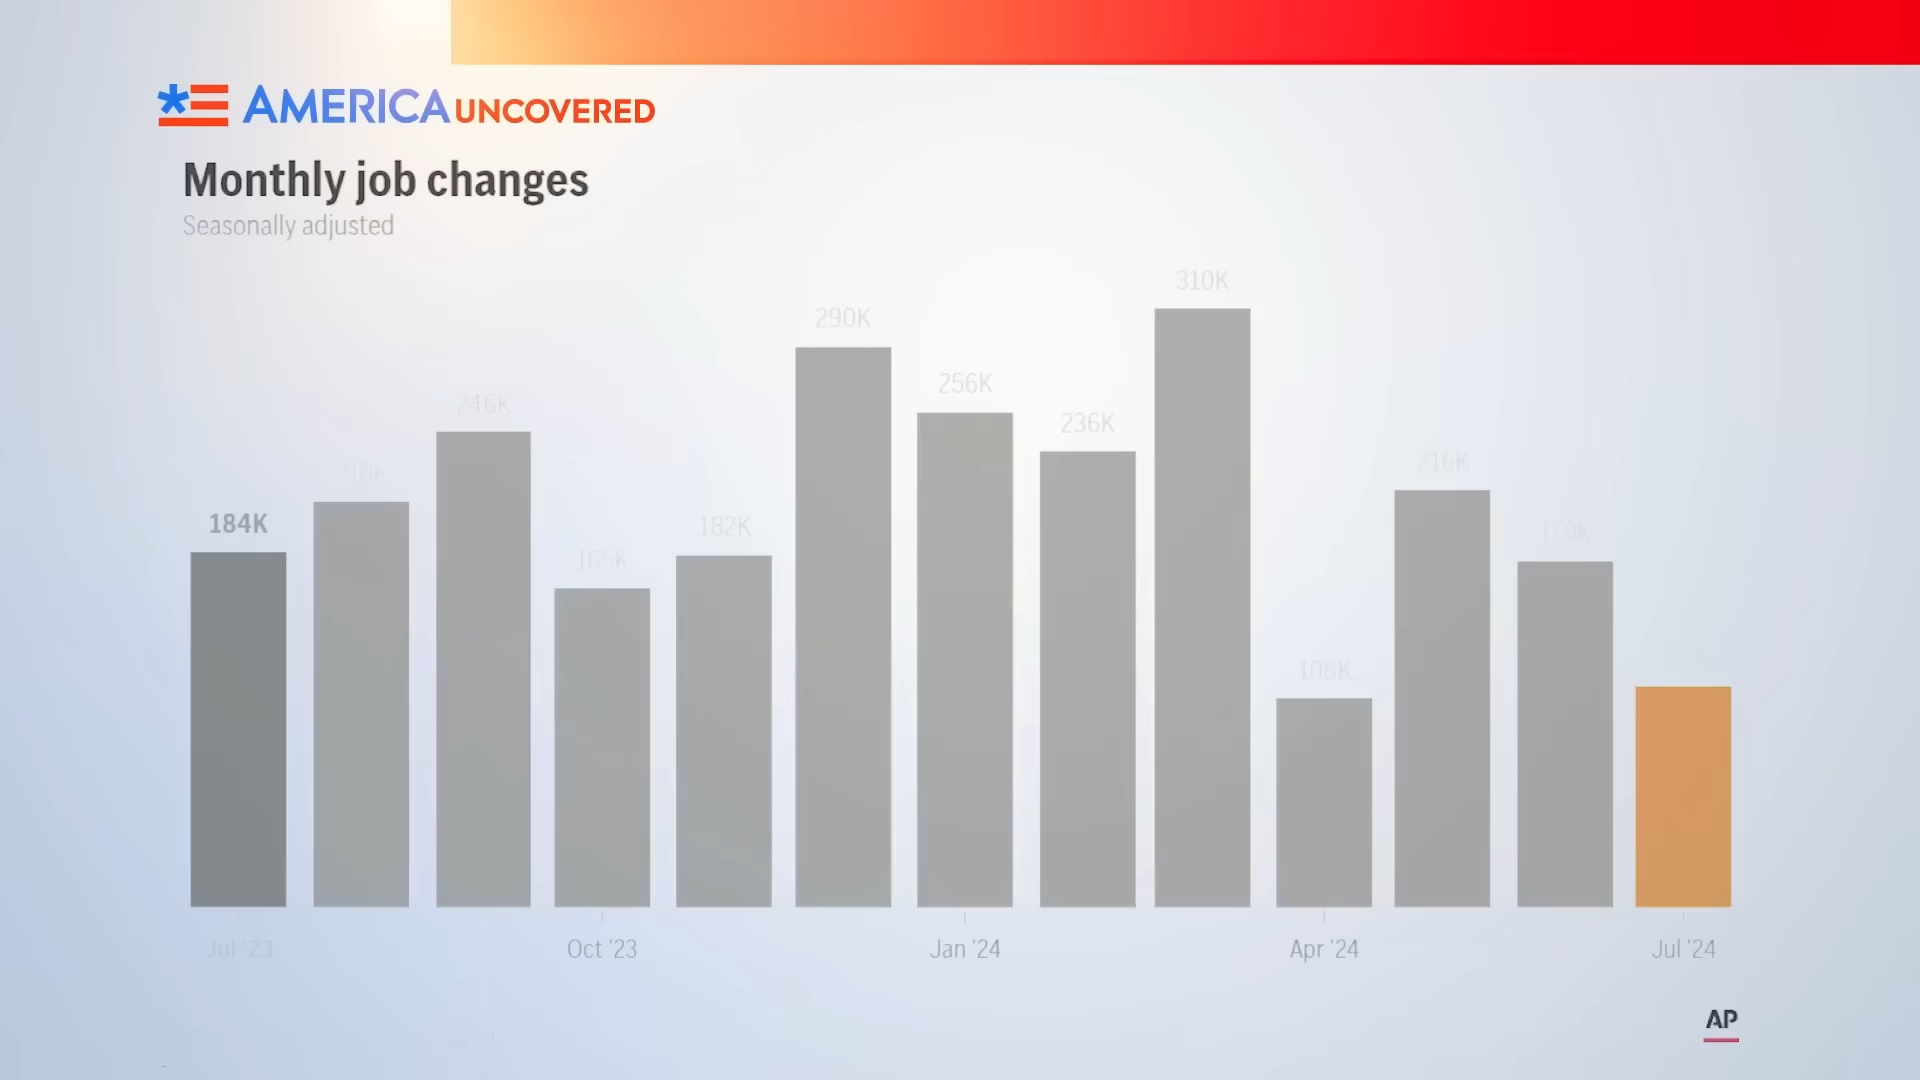 AMERICA UNCOVERED
Monthly job changes
Seasonally adjusted
310K
290K
256K
246K
236K
216K
184K
182K
179K
165K
108K
Jul '23
Oct '23
Jan '24
Apr '24
Jul '24
AP